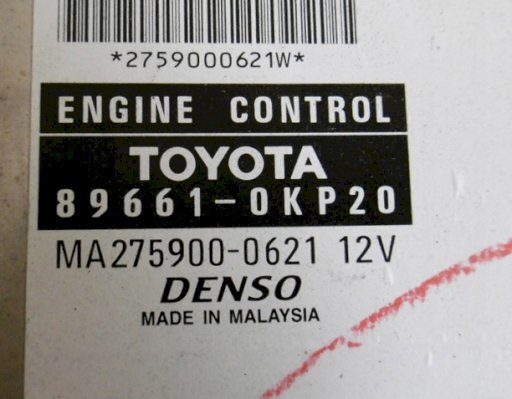 *2759000621W*
ENGINE CONTROL
TOYOTA
89661-0KP20
MA275900-0621 12V
DENSO
MADE IN MALAYSIA